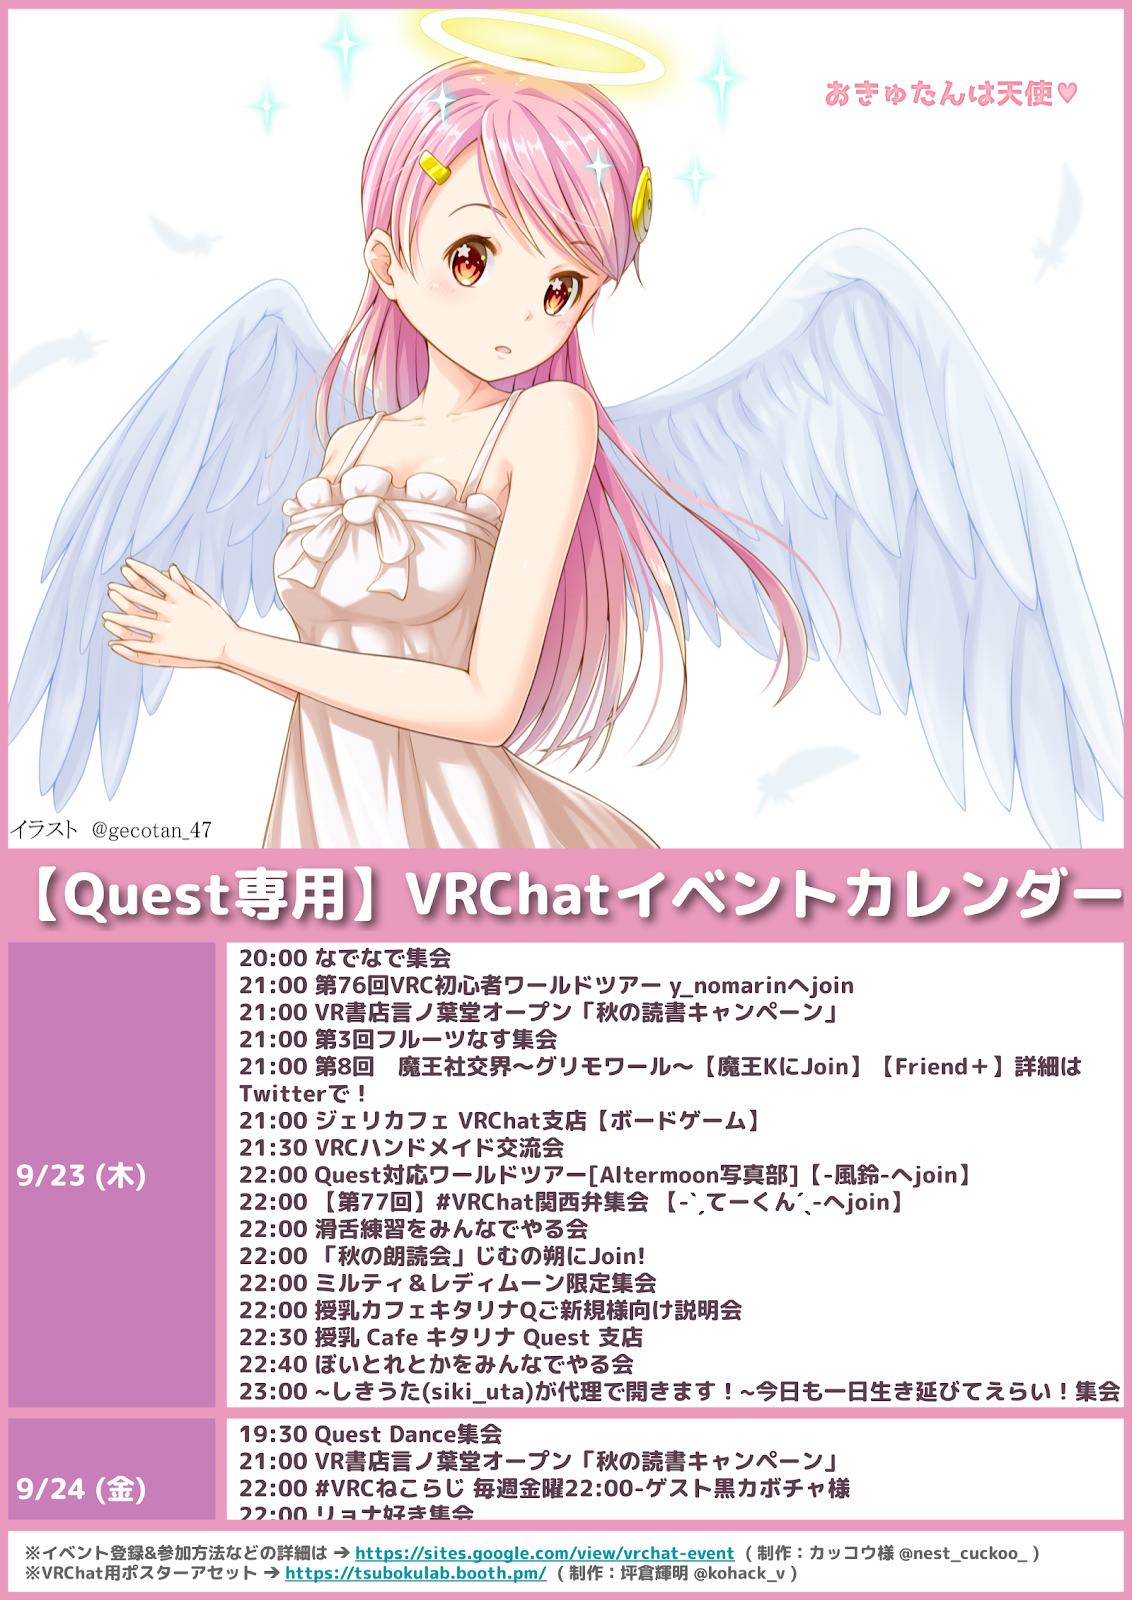 おきゅたんは天使♥
イラスト @gecotan_47
【Quest専用】VRChatイベントカレンダー
9/23 (木)
20:00 なでなで集会
21:00 第76回VRC初心者ワールドツアー y_nomarinへjoin
21:00 VR書店言ノ葉堂オープン「秋の読書キャンペーン」
21:00 第3回フルーツなす集会
21:00 第8回　魔王社交界～グリモワール～【魔王KにJoin】【Friend＋】詳細は
Twitterで！
21:00 ジェリカフェ VRChat支店【ボードゲーム】
21:30 VRCハンドメイド交流会
22:00 Quest対応ワールドツアー[Altermoon写真部]【-風鈴-へjoin】
22:00 【第77回】#VRChat関西弁集会 【-ˋˏてーくんˊˎ-へjoin】
22:00 滑舌練習をみんなでやる会
22:00 「秋の朗読会」じむの朔にJoin!
22:00 ミルティ＆レディムーン限定集会
22:00 授乳カフェキタリナQご新規様向け説明会
22:30 授乳 Cafe キタリナ Quest 支店
22:40 ぼいとれとかをみんなでやる会
23:00 ~しきうた(siki_uta)が代理で開きます！~今日も一日生き延びてえらい！集会
9/24 (金)
19:30 Quest Dance集会
21:00 VR書店言ノ葉堂オープン「秋の読書キャンペーン」
22:00 #VRCねこらじ 毎週金曜22:00-ゲスト黒カボチャ様
22:00 リョナ好き集会
※イベント登録&参加方法などの詳細は → https://sites.google.com/view/vrchat-event ( 制作：カッコウ様 @nest_cuckoo_ )
※VRChat用ポスターアセット → https://tsubokulab.booth.pm/ ( 制作：坪倉輝明 @kohack_v )